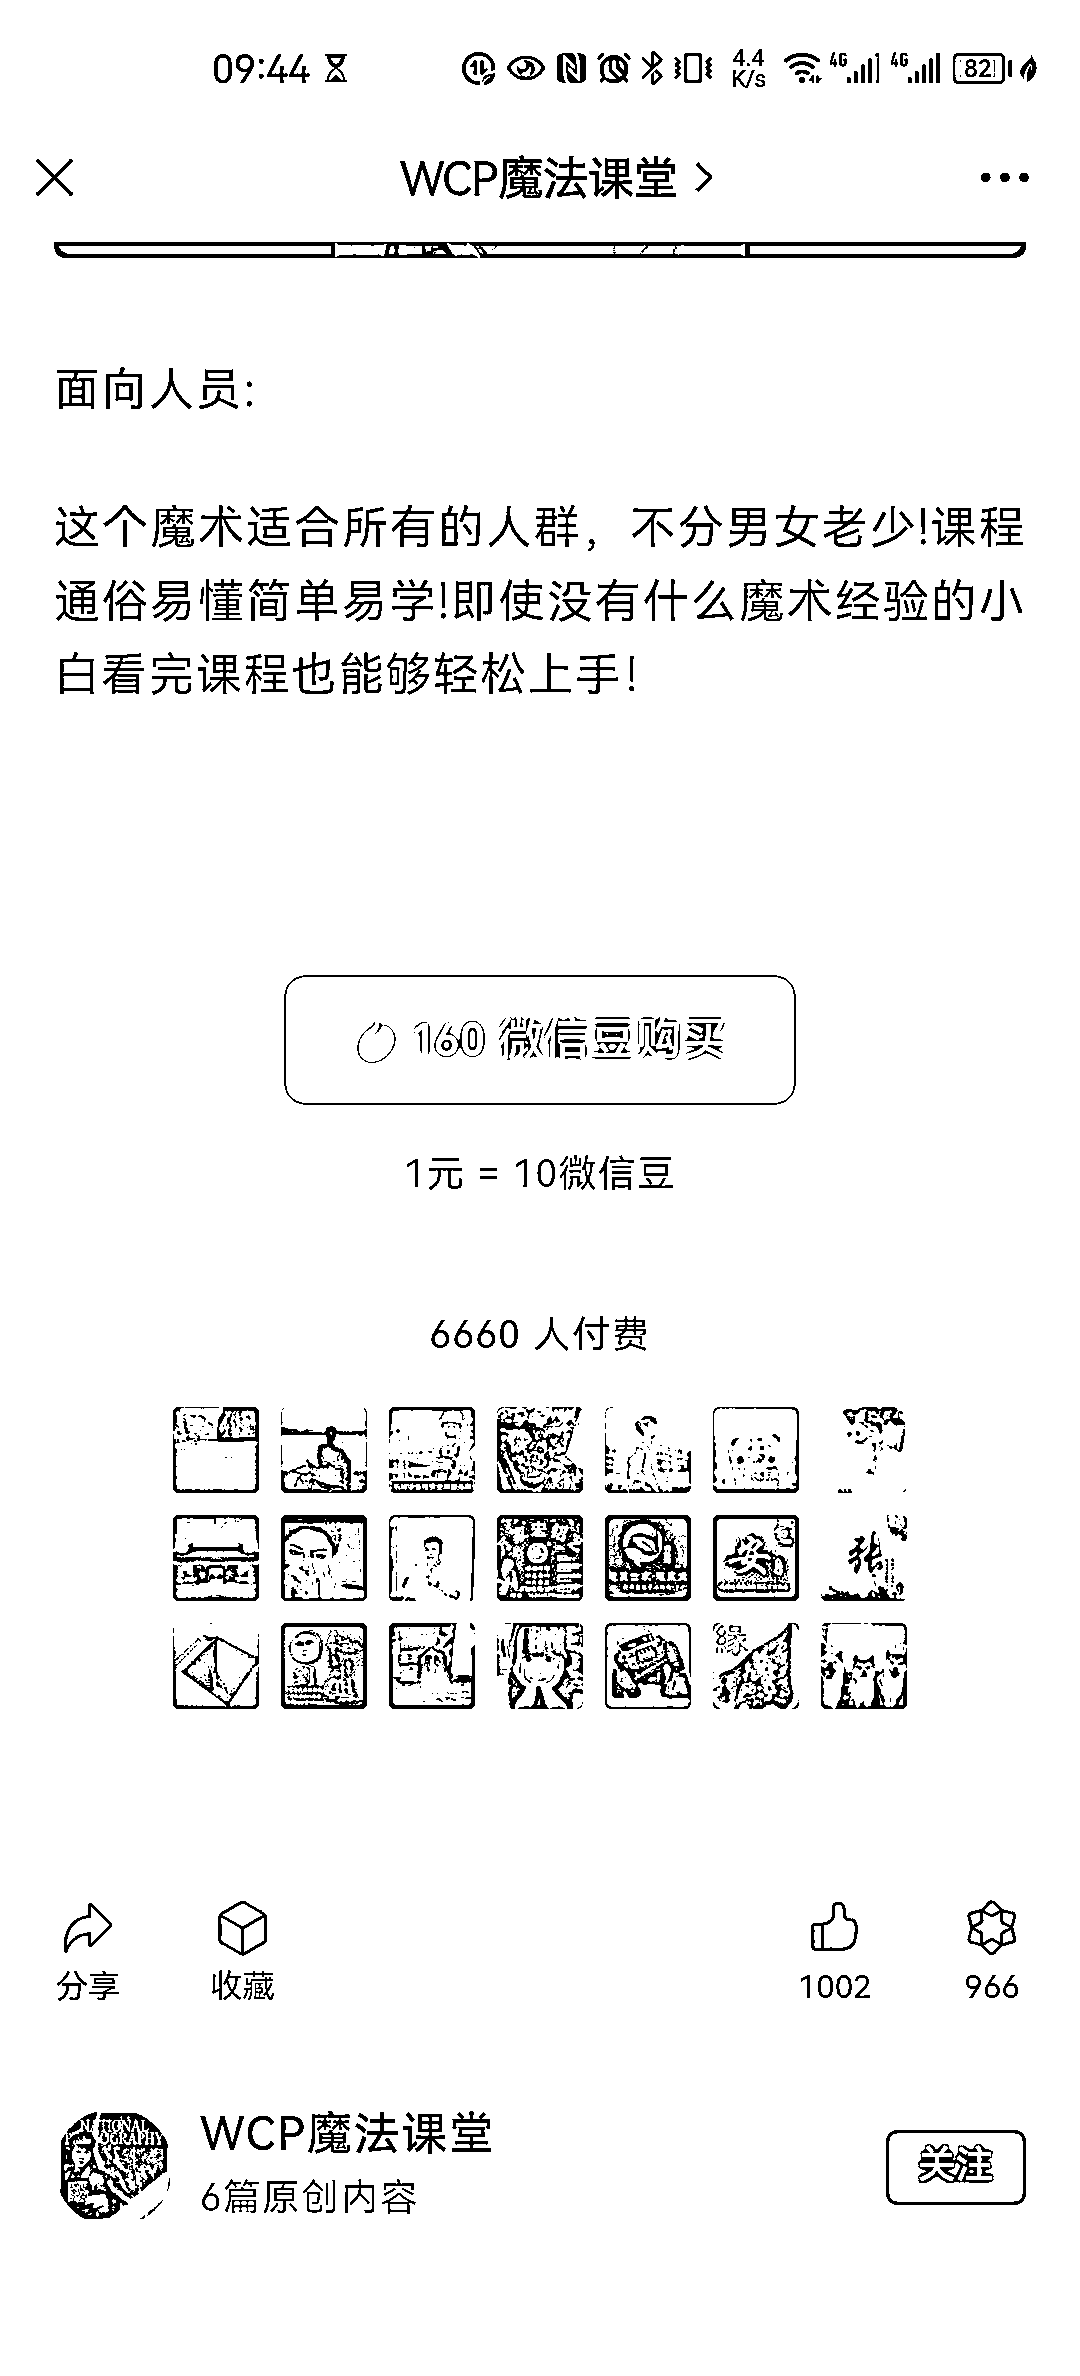 09:44
4.4 K/s
4G
4G
82
WCP魔法课堂
面向人员:
这个魔术适合所有的人群，不分男女老少!课程
通俗易懂简单易学!即使没有什么魔术经验的小
白看完课程也能够轻松上手!
160 微信豆购买
1元 = 10微信豆
6660 人付费
安
张
緣
分享
收藏
1002
966
NATIONAL
WCP魔法课堂
6篇原创内容
关注